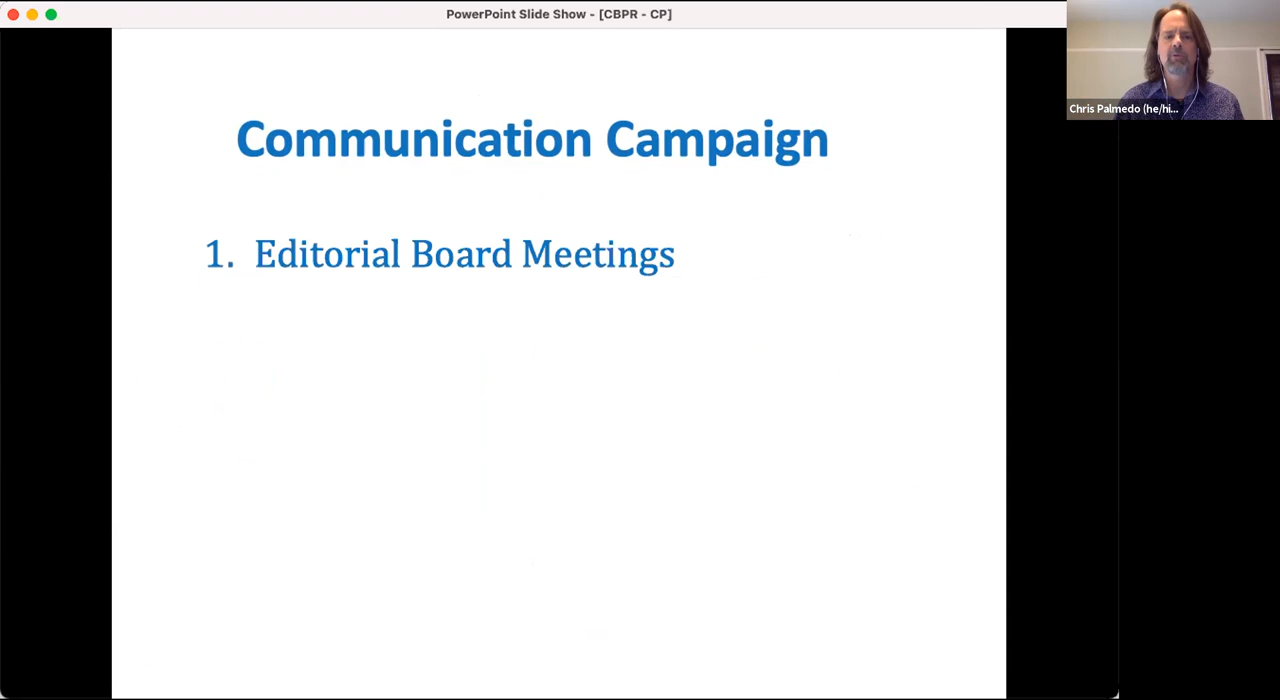 PowerPoint Slide Show - [CBPR - CP]
Chris Palmedo (he/hi...
Communication Campaign
1. Editorial Board Meetings